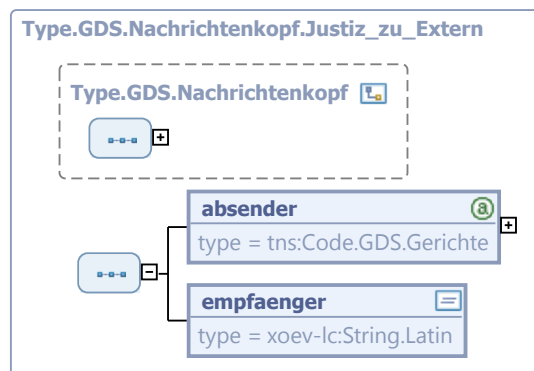 Type.GDS.Nachrichtenkopf.Justiz_zu_Extern
Type.GDS.Nachrichtenkopf
absender
type = tns:Code.GDS.Gerichte
empfaenger
type = xoev-lc:String.Latin